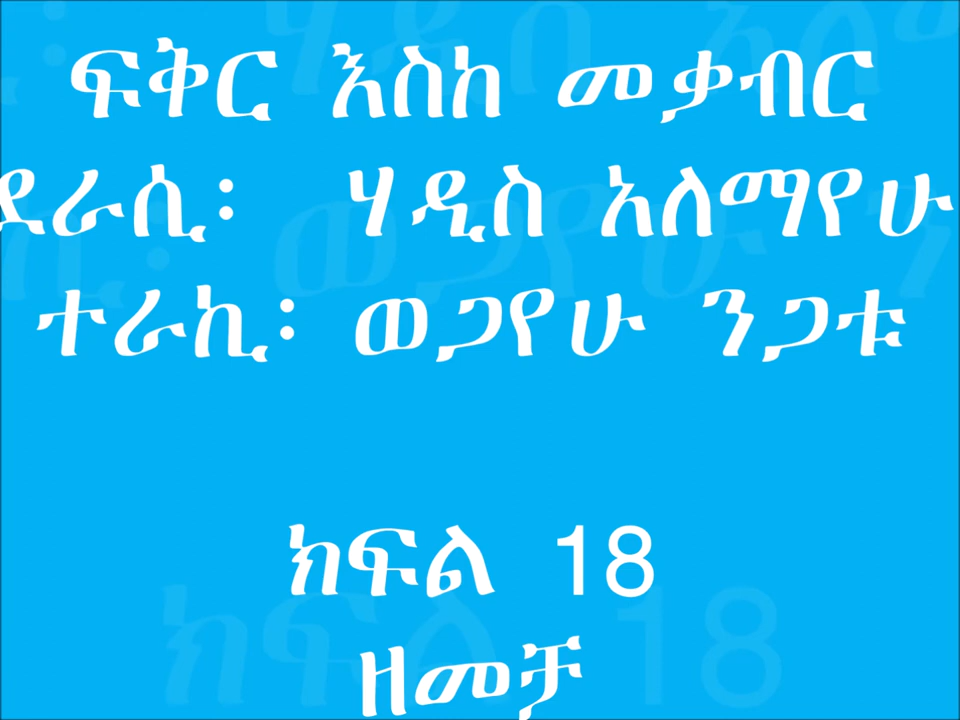 ፍቅር እስከ መቃብር
ደራሲ፡ ሃዲስ አለማየሁ
ተራኪ፡ ወጋየሁ ንጋቱ
ክፍል 18
ዘመቻ